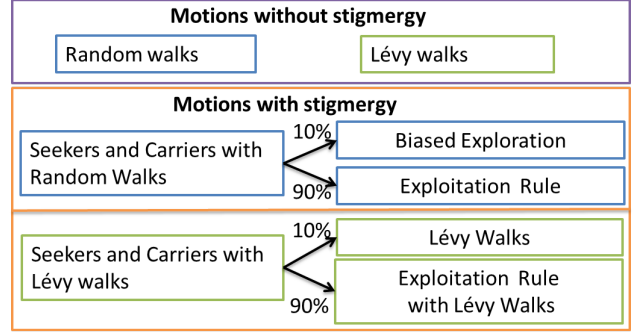 Motions without stigmergy
Random walks
Lévy walks
Motions with stigmergy
Seekers and Carriers with
Random Walks
10%
Biased Exploration
90%
Exploitation Rule
Seekers and Carriers with
Lévy walks
10%
Lévy Walks
90%
Exploitation Rule
with Lévy Walks